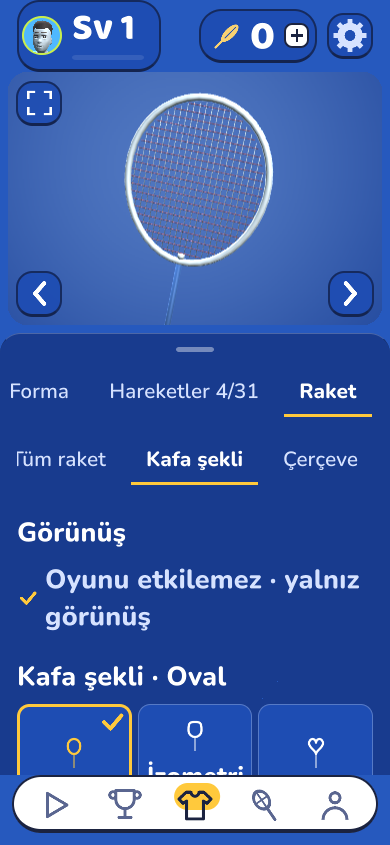 Sv 1
0
Forma
Hareketler 4/31
Raket
Tüm raket
Kafa şekli
Çerçeve
Görünüş
Oyunu etkilemez · yalnız
görünüş
Kafa şekli · Oval
İzometri